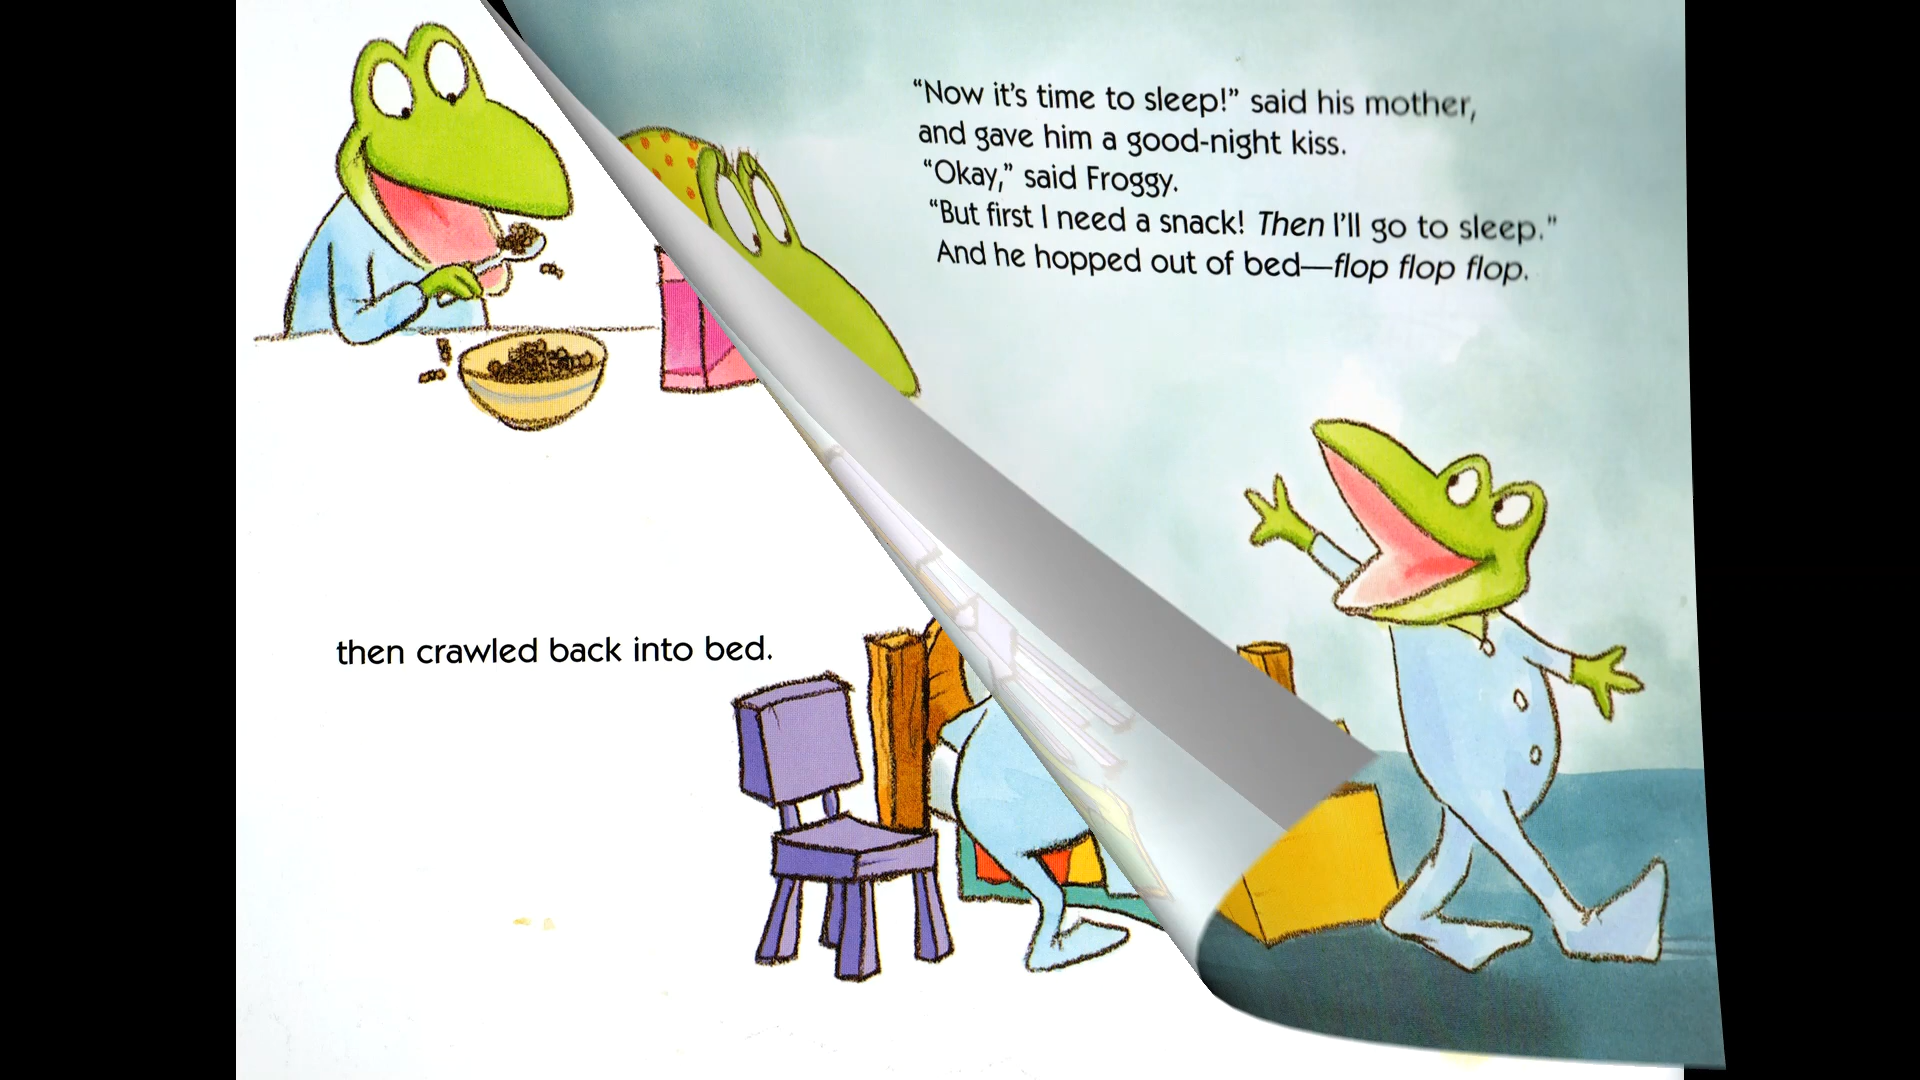 “Now it’s time to sleep!” said his mother,
and gave him a good-night kiss.
“Okay,” said Froggy.
“But first I need a snack! Then I’ll go to sleep.”
And he hopped out of bed—flop flop flop.
then crawled back into bed.